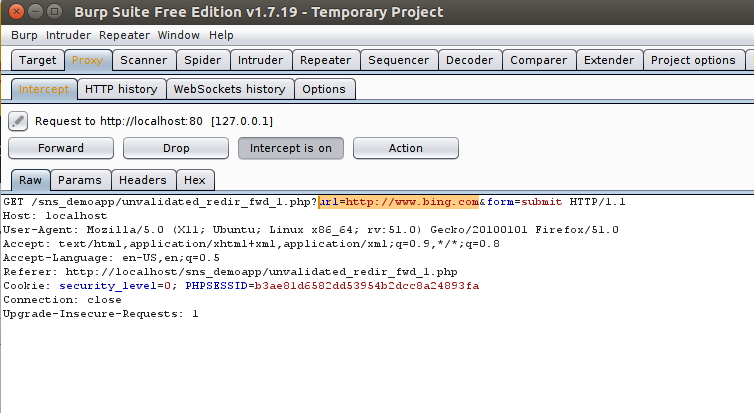 Burp Suite Free Edition v1.7.19 - Temporary Project
Burp Intruder Repeater Window Help
Target Proxy Scanner Spider Intruder Repeater Sequencer Decoder Comparer Extender Project options
Intercept HTTP history WebSockets history Options
Request to http://localhost:80 [127.0.0.1]
Forward Drop Intercept is on Action
Raw Params Headers Hex
GET /sns_demoapp/unvalidated_redir_fwd_1.php?url=http://www.bing.com&form=submit HTTP/1.1
Host: localhost
User-Agent: Mozilla/5.0 (X11; Ubuntu; Linux x86_64; rv:51.0) Gecko/20100101 Firefox/51.0
Accept: text/html,application/xhtml+xml,application/xml;q=0.9,*/*;q=0.8
Accept-Language: en-US,en;q=0.5
Referer: http://localhost/sns_demoapp/unvalidated_redir_fwd_1.php
Cookie: security_level=0; PHPSESSID=b3ae81d6582dd53954b2dcc8a24893fa
Connection: close
Upgrade-Insecure-Requests: 1